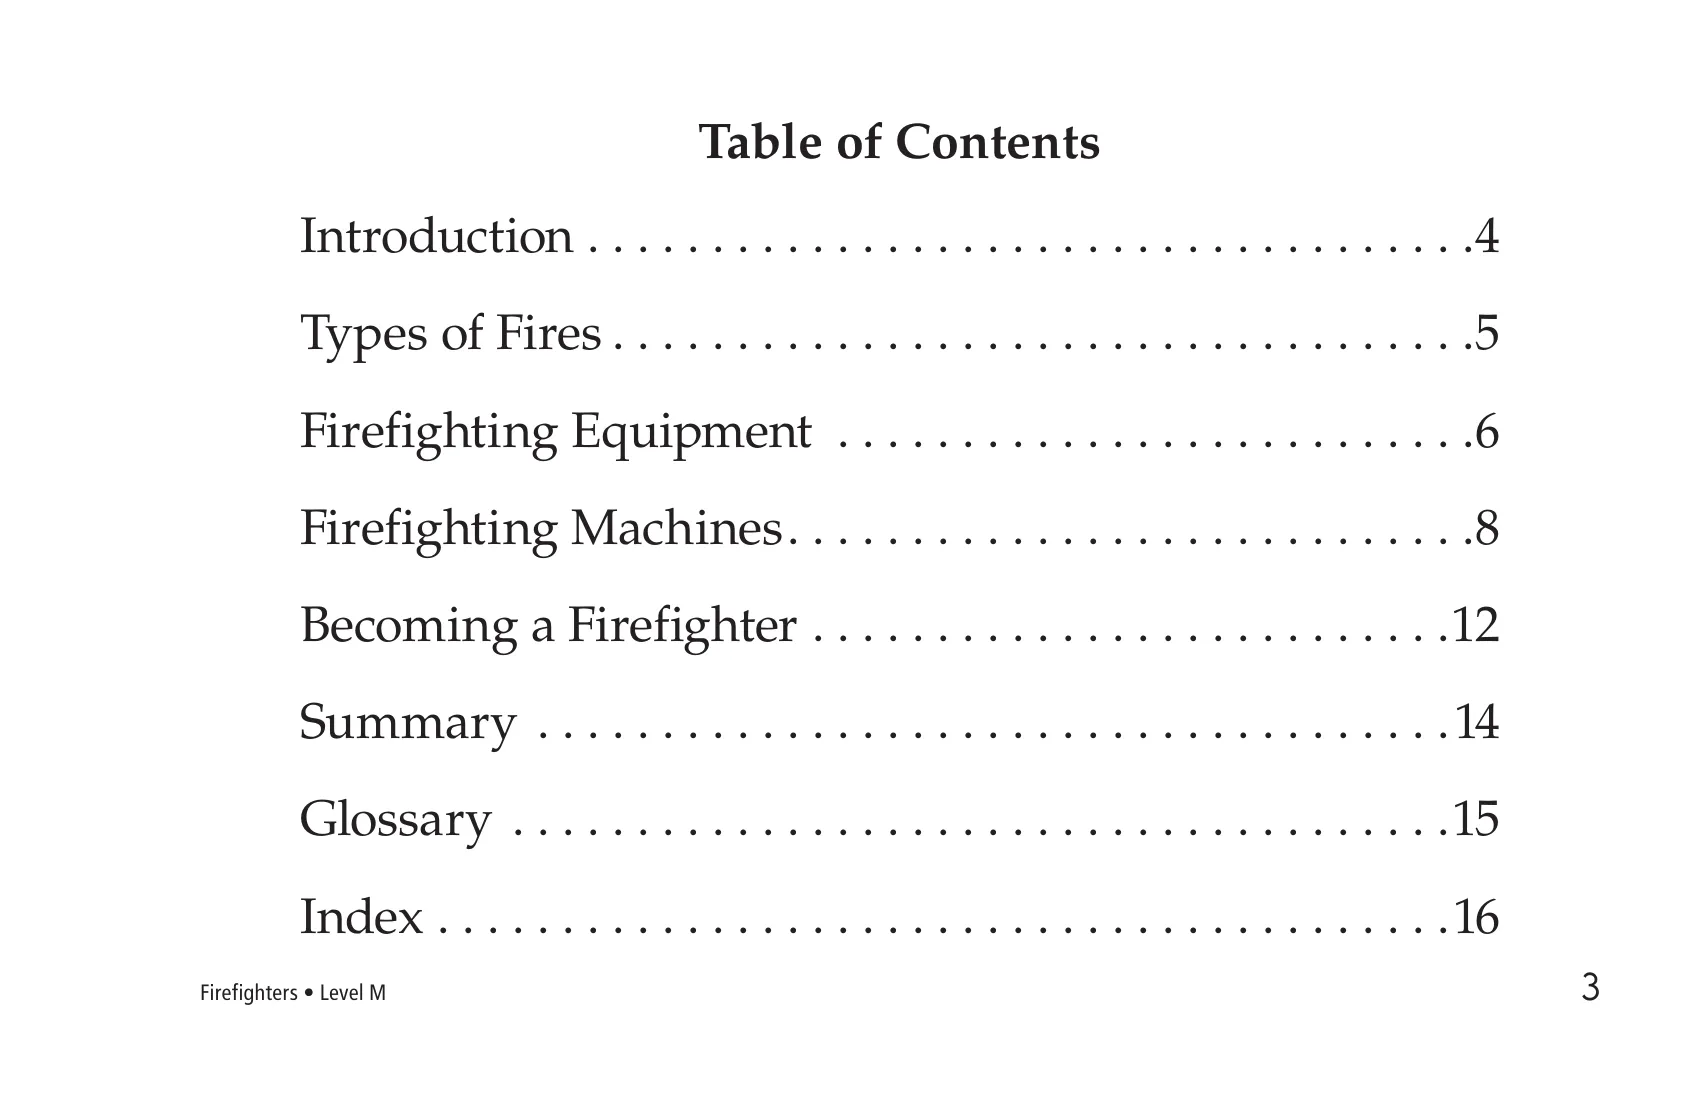 Table of Contents
Introduction . . . . . . . . . . . . . . . . . . . . . . . . . . . . . . . . . . . .4
Types of Fires . . . . . . . . . . . . . . . . . . . . . . . . . . . . . . . . . . .5
Firefighting Equipment . . . . . . . . . . . . . . . . . . . . . . . . . .6
Firefighting Machines. . . . . . . . . . . . . . . . . . . . . . . . . . . .8
Becoming a Firefighter . . . . . . . . . . . . . . . . . . . . . . . . . .12
Summary . . . . . . . . . . . . . . . . . . . . . . . . . . . . . . . . . . . . .14
Glossary . . . . . . . . . . . . . . . . . . . . . . . . . . . . . . . . . . . . . .15
Index . . . . . . . . . . . . . . . . . . . . . . . . . . . . . . . . . . . . . . . . .16
Firefighters • Level M
3